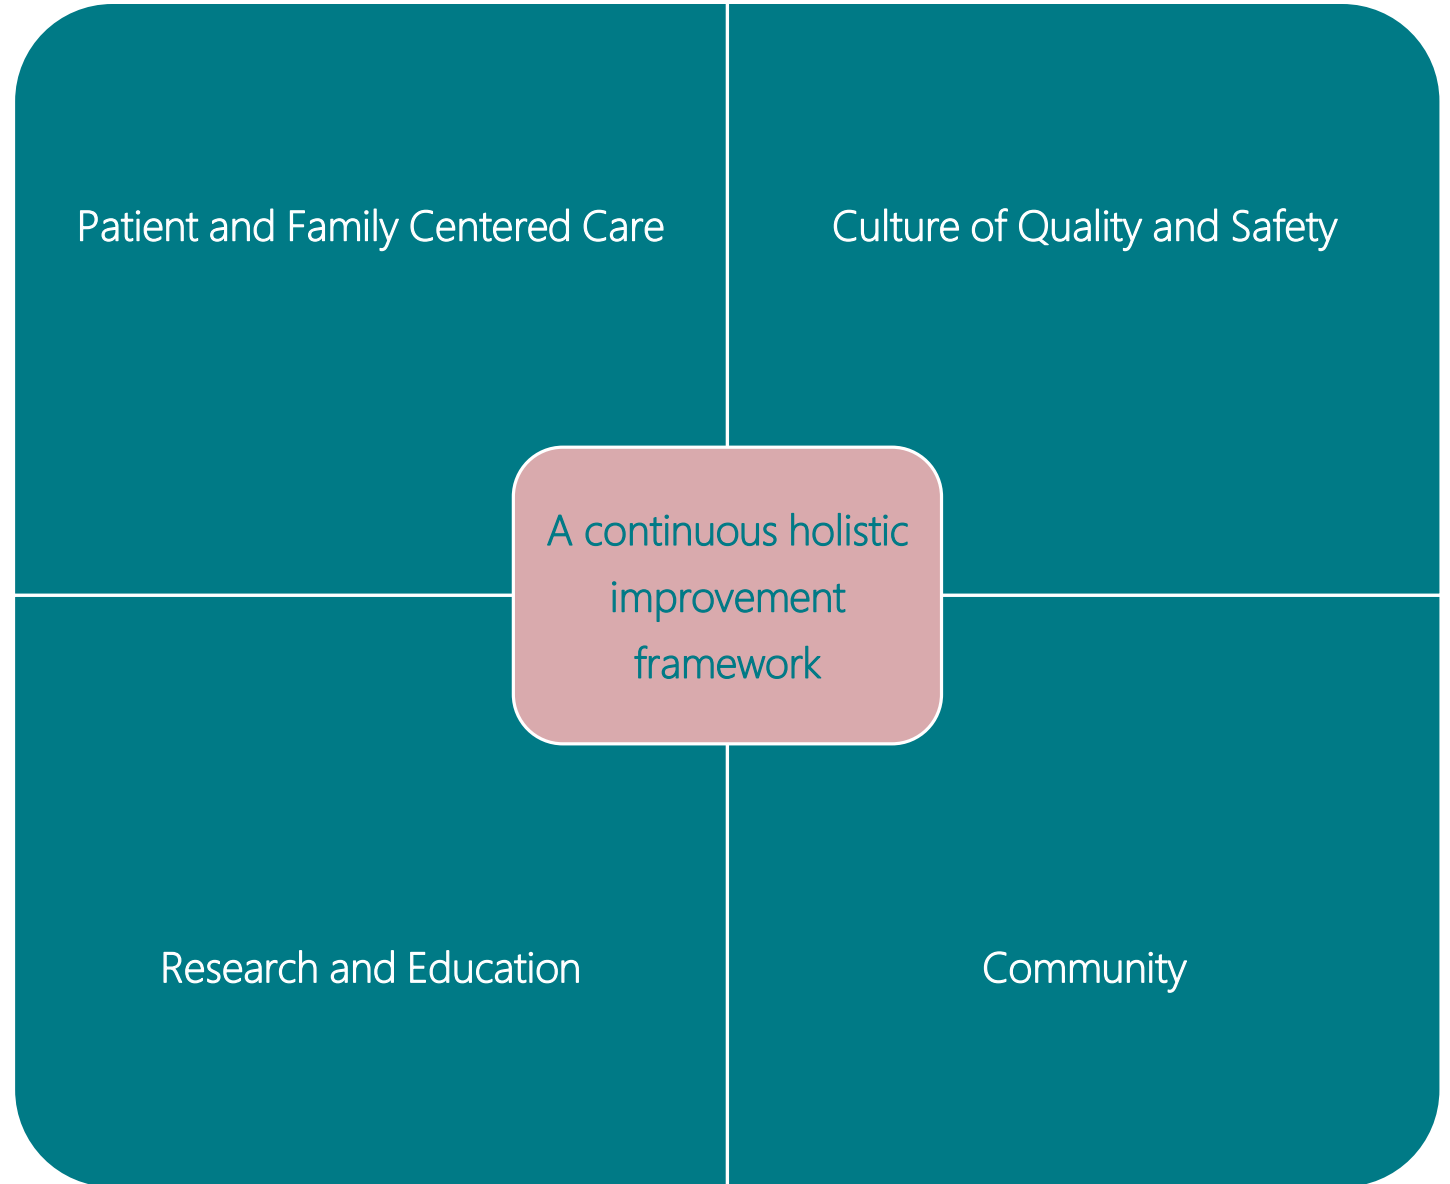 Patient and Family Centered Care
Culture of Quality and Safety
A continuous holistic
improvement
framework
Research and Education
Community